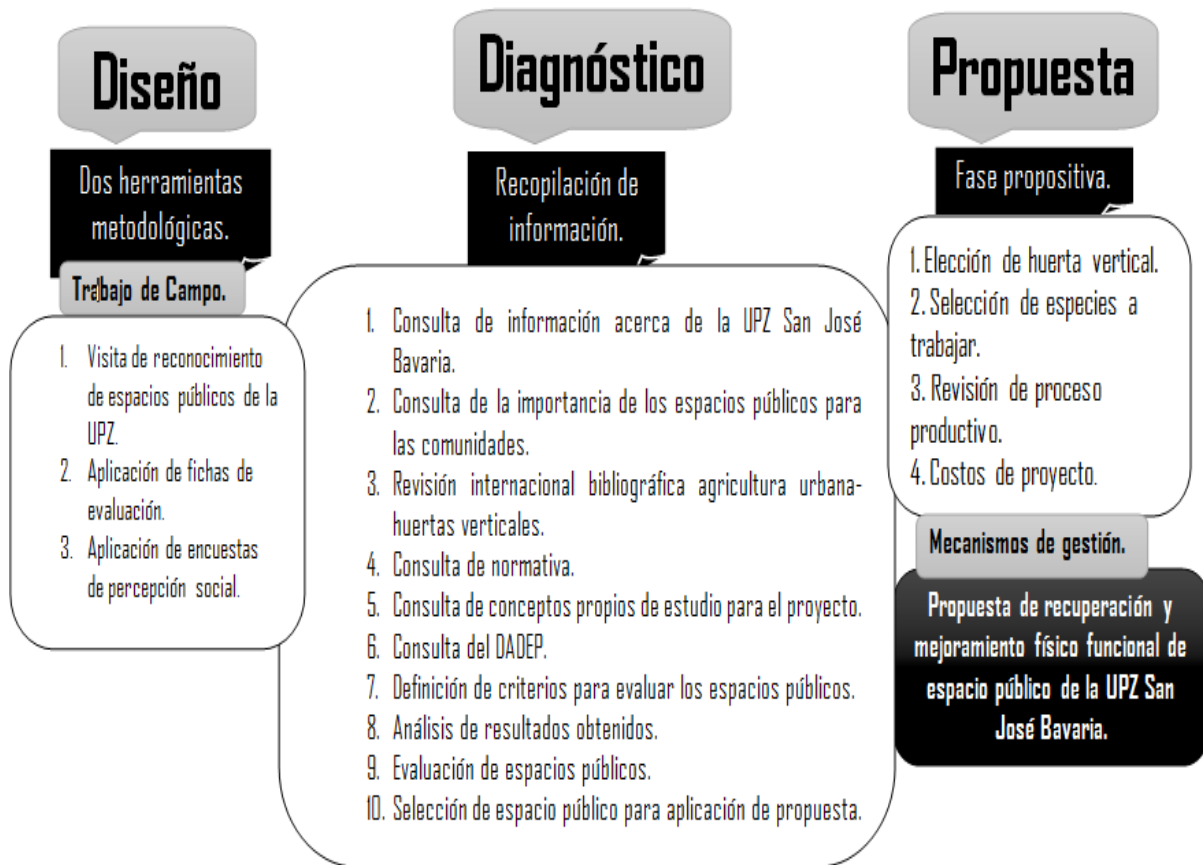 Diseño
Dos herramientas
metodológicas.
Trabajo de Campo.
1. Visita de reconocimiento
de espacios públicos de la
UPZ.
2. Aplicación de fichas de
evaluación.
3. Aplicación de encuestas
de percepción social.
Diagnóstico
Recopilación de
información.
1. Consulta de información acerca de la UPZ San José
Bavaria.
2. Consulta de la importancia de los espacios públicos para
las comunidades.
3. Revisión internacional bibliográfica agricultura urbana-
huertas verticales.
4. Consulta de normativa.
5. Consulta de conceptos propios de estudio para el proyecto.
6. Consulta del DADEP.
7. Definición de criterios para evaluar los espacios públicos.
8. Análisis de resultados obtenidos.
9. Evaluación de espacios públicos.
10. Selección de espacio público para aplicación de propuesta.
Propuesta
Fase propositiva.
1. Elección de huerta vertical.
2. Selección de especies a
trabajar.
3. Revisión de proceso
productivo.
4. Costos de proyecto.
Mecanismos de gestión.
Propuesta de recuperación y
mejoramiento físico funcional de
espacio público de la UPZ San
José Bavaria.